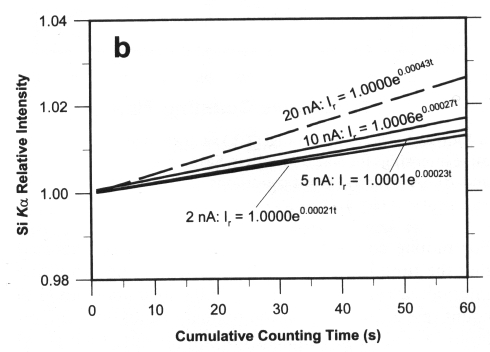 b
1.04
1.02
1.00
0.98
Si Kα Relative Intensity
20 nA: Iᵣ = 1.0000e^0.00043t
10 nA: Iᵣ = 1.0006e^0.00027t
5 nA: Iᵣ = 1.0001e^0.00023t
2 nA: Iᵣ = 1.0000e^0.00021t
0 10 20 30 40 50 60
Cumulative Counting Time (s)